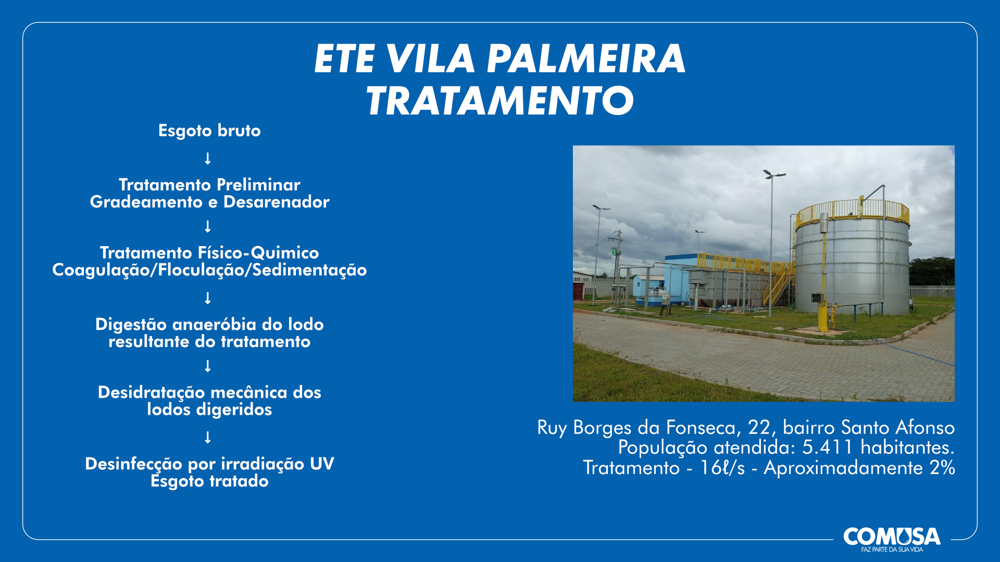 ETE VILA PALMEIRA
TRATAMENTO
Esgoto bruto
↓
Tratamento Preliminar
Gradeamento e Desarenador
↓
Tratamento Físico-Quimico
Coagulação/Floculação/Sedimentação
↓
Digestão anaeróbia do lodo
resultante do tratamento
↓
Desidratação mecânica dos
lodos digeridos
↓
Desinfecção por irradiação UV
Esgoto tratado
Ruy Borges da Fonseca, 22, bairro Santo Afonso
População atendida: 5.411 habitantes.
Tratamento - 16ℓ/s - Aproximadamente 2%
COMUSA
FAZ PARTE DA SUA VIDA